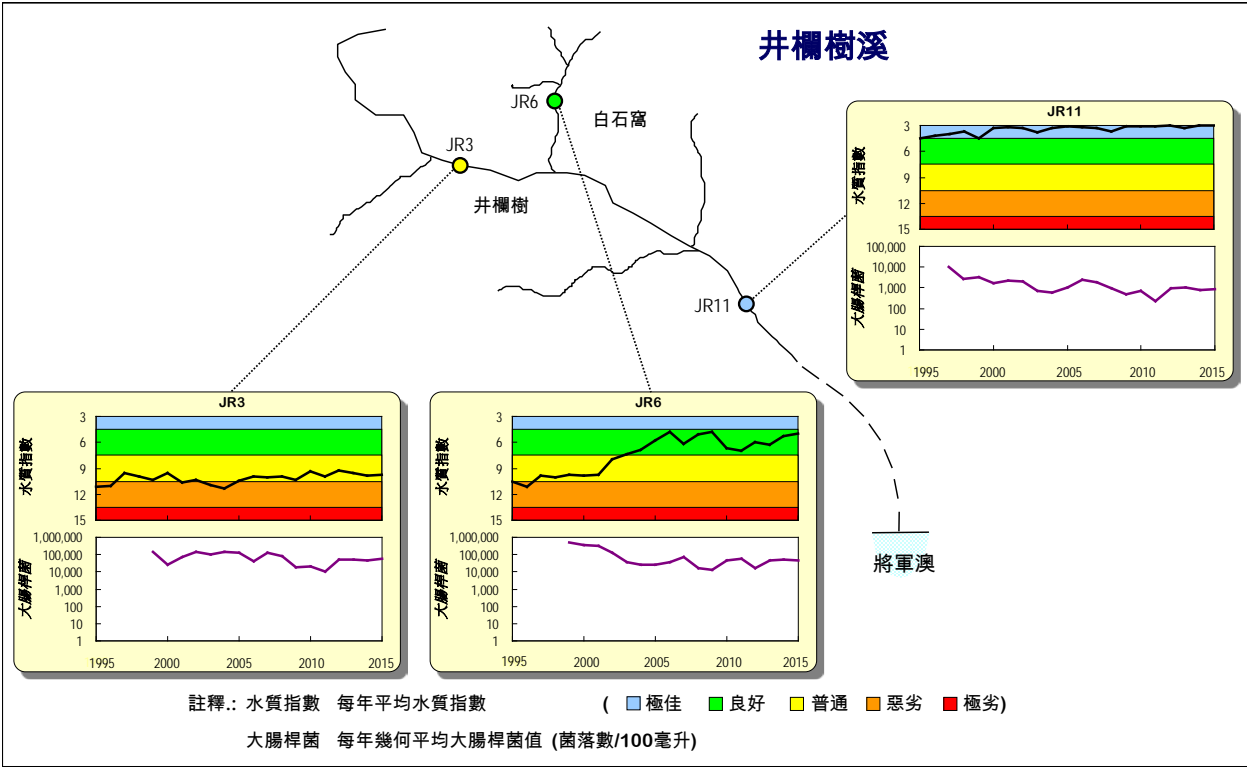 井欄樹溪
JR6
白石窩
JR3
井欄樹
JR11
將軍澳
JR11
水質指數
3
6
9
12
15
大腸桿菌
100,000
10,000
1,000
100
10
1
1995 2000 2005 2010 2015
JR3
水質指數
3
6
9
12
15
大腸桿菌
1,000,000
100,000
10,000
1,000
100
10
1
1995 2000 2005 2010 2015
JR6
水質指數
3
6
9
12
15
大腸桿菌
1,000,000
100,000
10,000
1,000
100
10
1
1995 2000 2005 2010 2015
註釋.: 水質指數 每年平均水質指數 ( 極佳 良好 普通 惡劣 極劣)
大腸桿菌 每年幾何平均大腸桿菌值 (菌落數/100毫升)